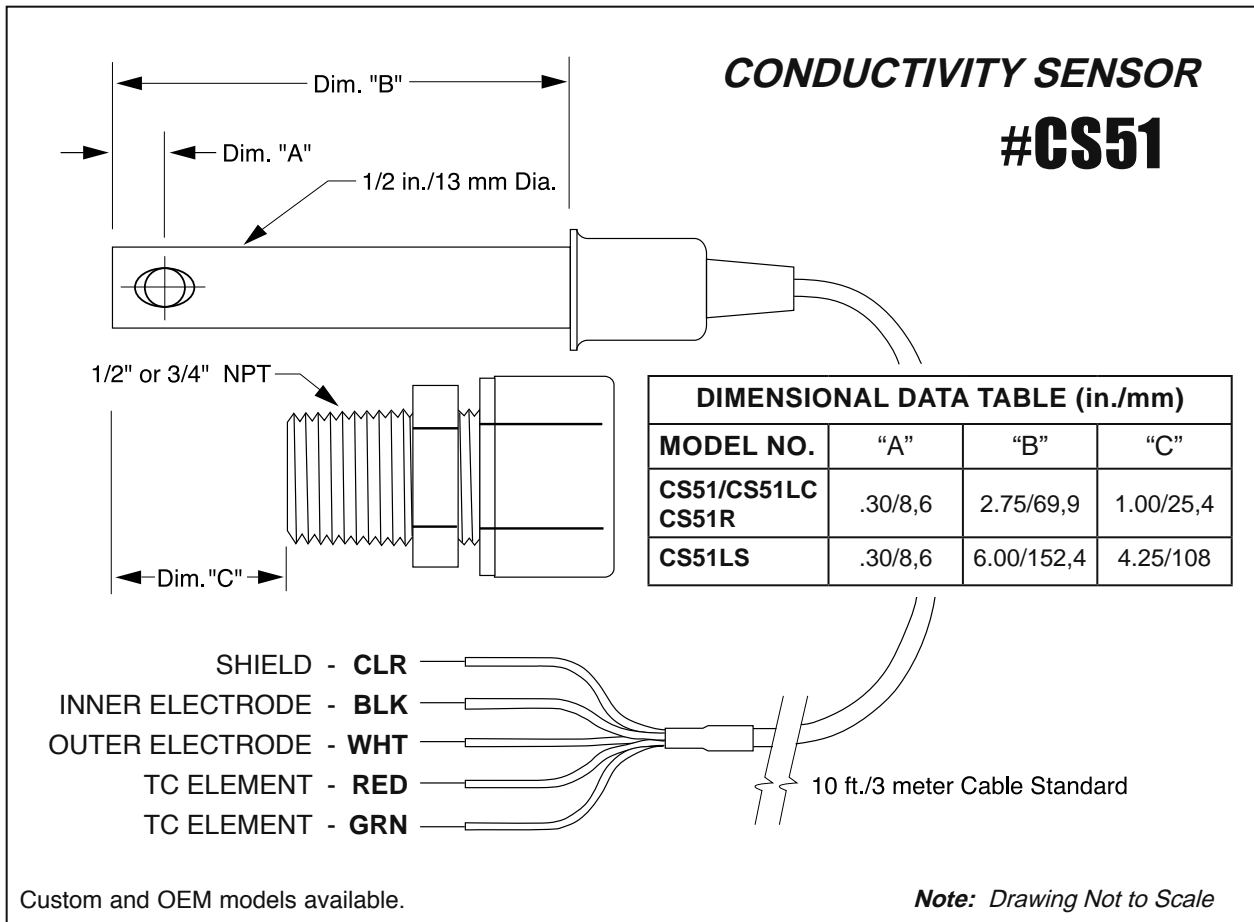 CONDUCTIVITY SENSOR
#CS51
Dim. "B"
Dim. "A"
1/2 in./13 mm Dia.
1/2" or 3/4" NPT
Dim."C"
DIMENSIONAL DATA TABLE (in./mm)
MODEL NO. "A" "B" "C"
CS51/CS51LC
CS51R .30/8,6 2.75/69,9 1.00/25,4
CS51LS .30/8,6 6.00/152,4 4.25/108
SHIELD - CLR
INNER ELECTRODE - BLK
OUTER ELECTRODE - WHT
TC ELEMENT - RED
TC ELEMENT - GRN
10 ft./3 meter Cable Standard
Custom and OEM models available.
Note: Drawing Not to Scale